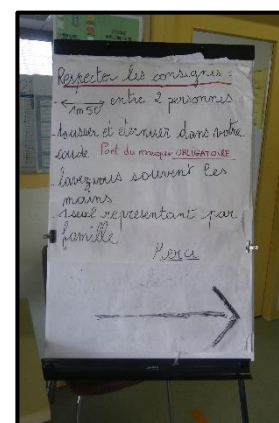 Respecter les consignes :
- ⟷ entre 2 personnes
1m50
- tousser et éternuer dans votre
coude. Port du masque OBLIGATOIRE
- lavez vous souvent les
mains
- 1 seul représentant par
famille
Merci